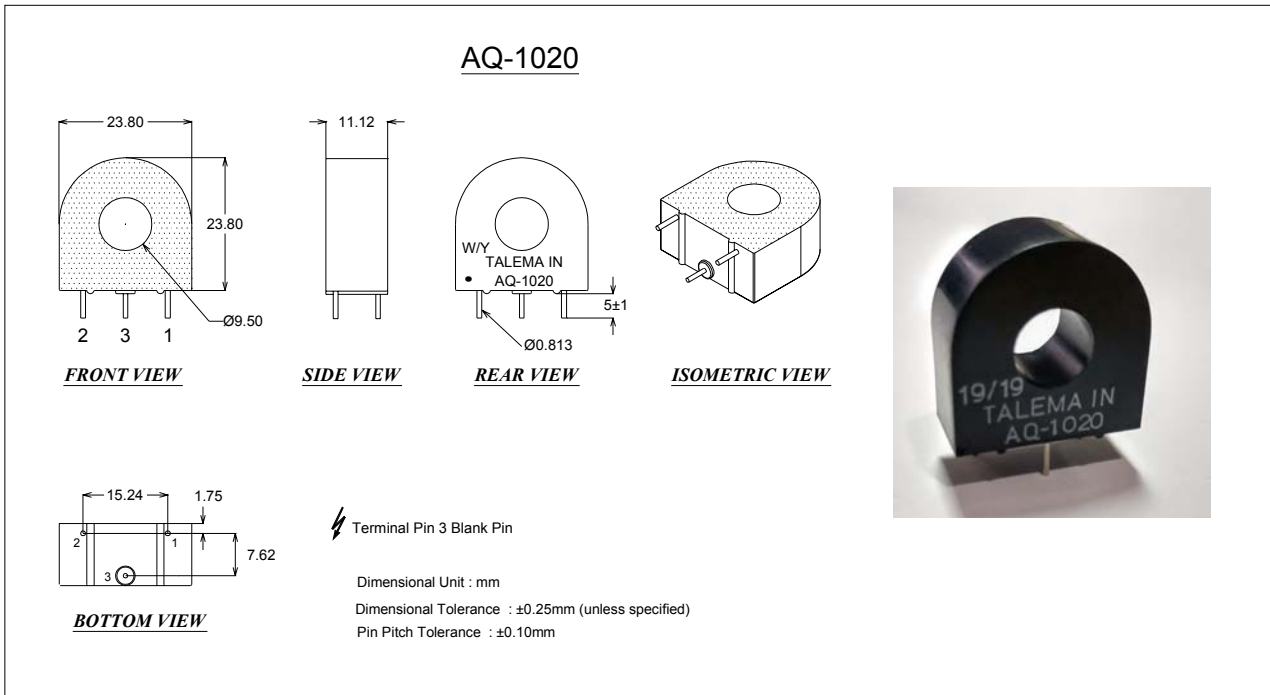 AQ-1020
23.80
23.80
Ø9.50
2 3 1
FRONT VIEW
11.12
SIDE VIEW
W/Y
TALEMA IN
AQ-1020
5±1
Ø0.813
REAR VIEW
ISOMETRIC VIEW
19/19
TALEMA IN
AQ-1020
15.24
1.75
2
1
7.62
3
BOTTOM VIEW
Terminal Pin 3 Blank Pin
Dimensional Unit : mm
Dimensional Tolerance : ±0.25mm (unless specified)
Pin Pitch Tolerance : ±0.10mm